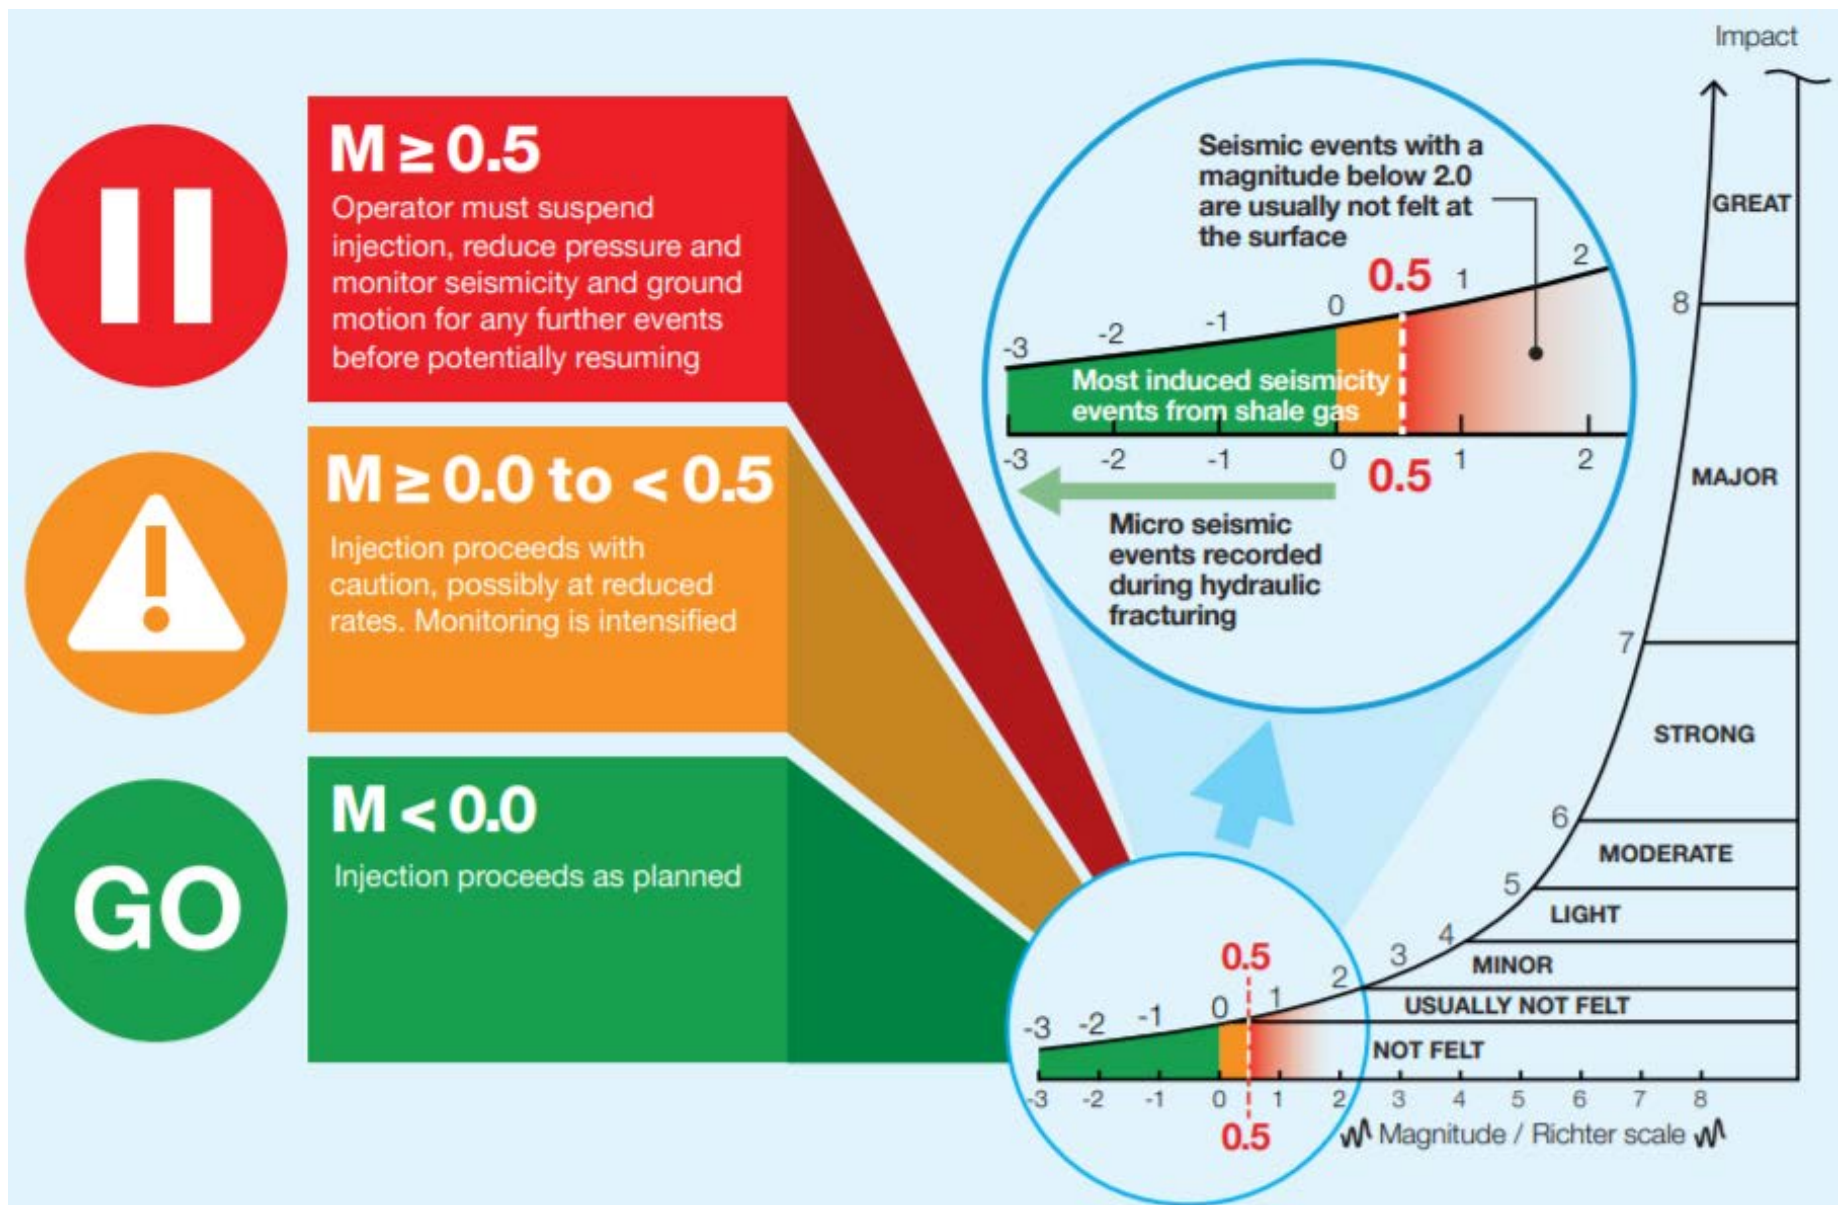 M ≥ 0.5
Operator must suspend
injection, reduce pressure and
monitor seismicity and ground
motion for any further events
before potentially resuming
M ≥ 0.0 to < 0.5
Injection proceeds with
caution, possibly at reduced
rates. Monitoring is intensified
GO
M < 0.0
Injection proceeds as planned
Seismic events with a
magnitude below 2.0
are usually not felt at
the surface
-3 -2 -1 0 0.5 1 2
Most induced seismicity
events from shale gas
-3 -2 -1 0 0.5 1 2
Micro seismic
events recorded
during hydraulic
fracturing
Impact
GREAT
8
MAJOR
7
STRONG
6
MODERATE
5
LIGHT
4
MINOR
3
USUALLY NOT FELT
NOT FELT
-3 -2 -1 0 0.5 1 2
-3 -2 -1 0 1 2 3 4 5 6 7 8
0.5
Magnitude / Richter scale